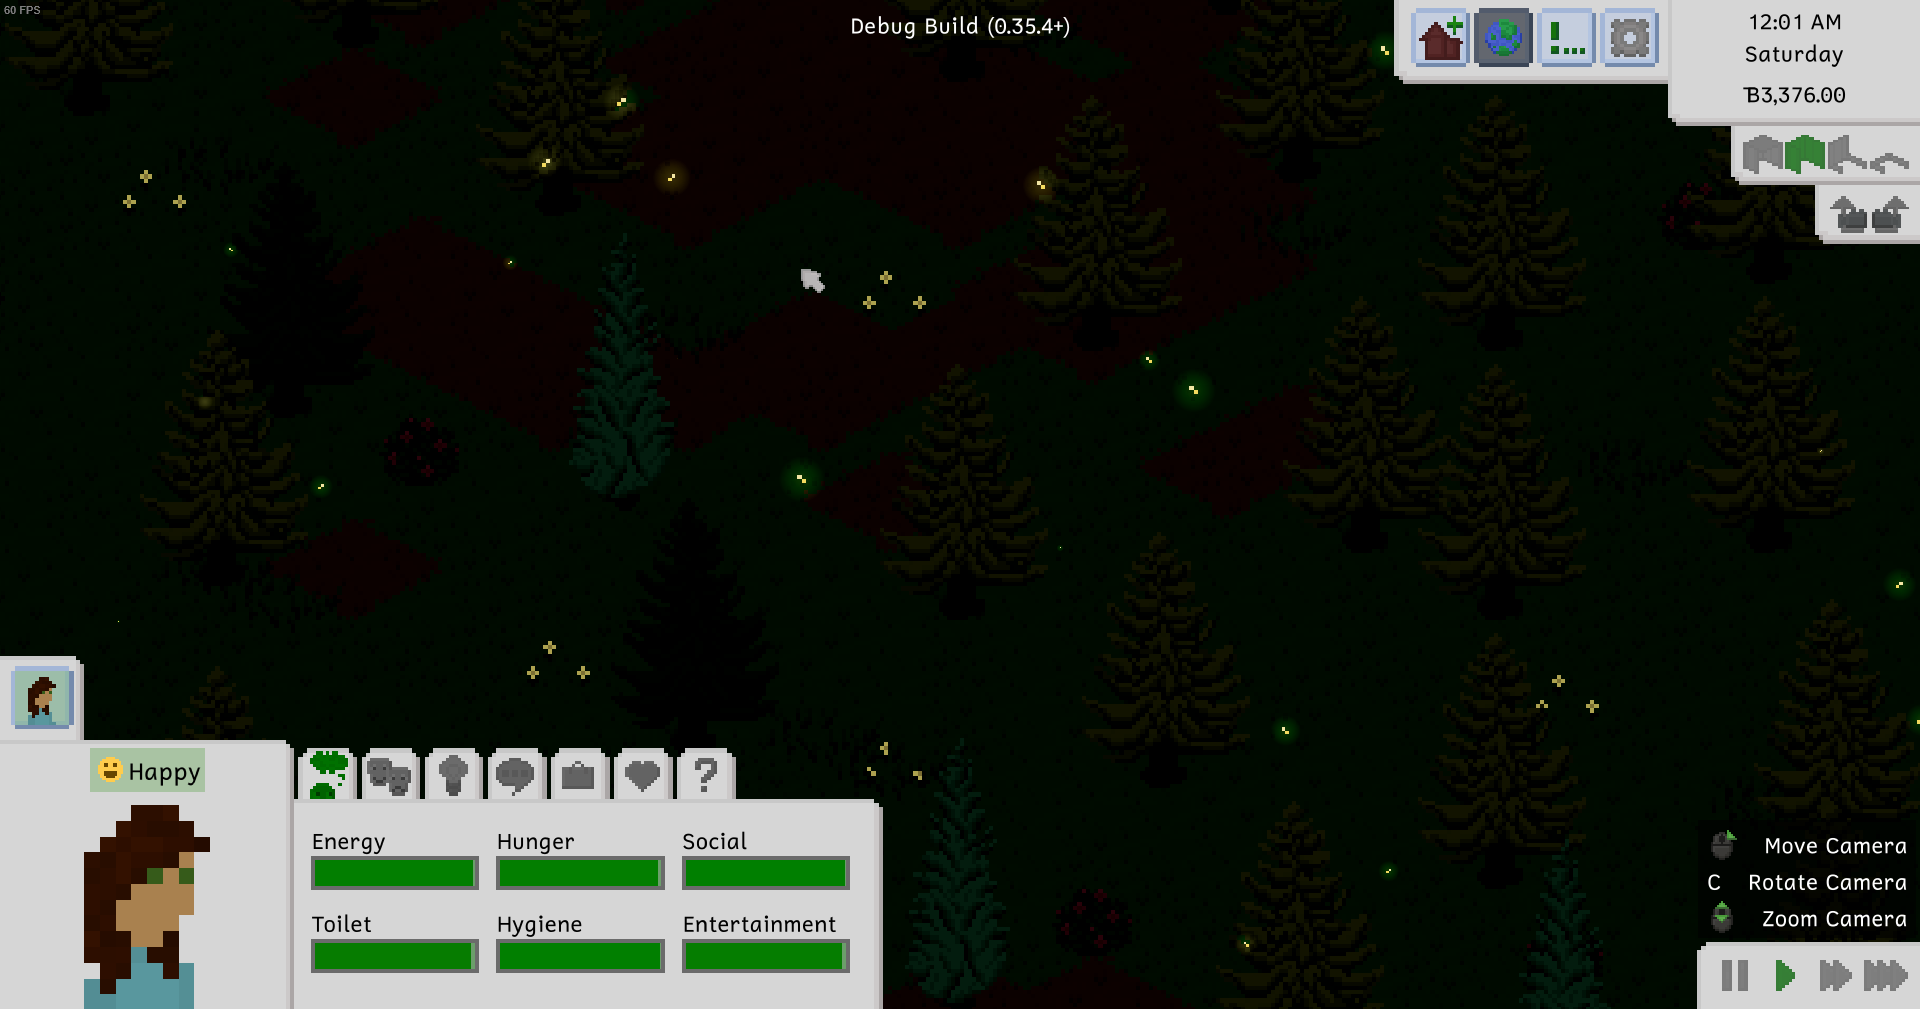 60 FPS
Debug Build (0.35.4+)
12:01 AM
Saturday
Ɓ3,376.00
Happy
Energy
Hunger
Social
Toilet
Hygiene
Entertainment
?
Move Camera
C Rotate Camera
Zoom Camera